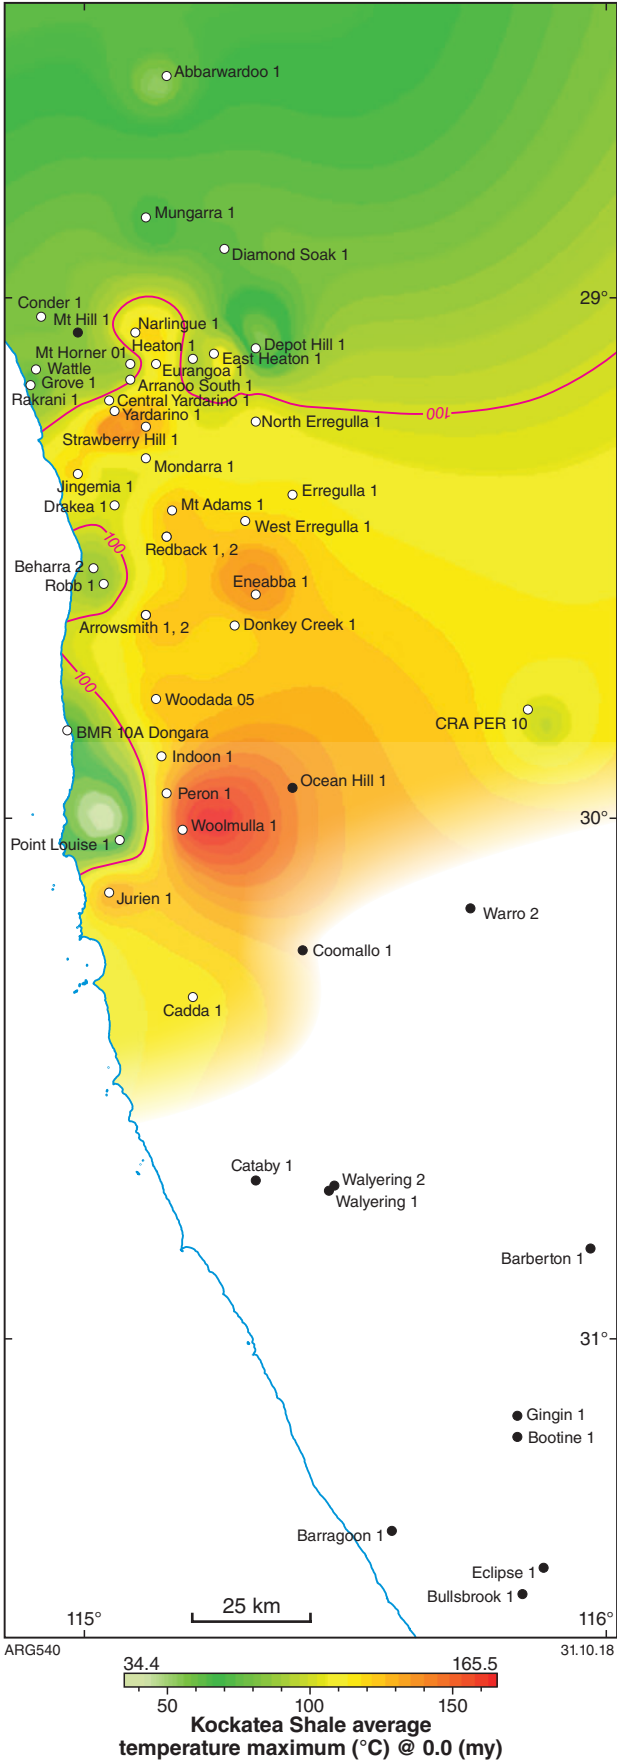 Abbarwardoo 1
Mungarra 1
Diamond Soak 1
29°
Conder 1
Mt Hill 1
Narlingue 1
Heaton 1
Depot Hill 1
Mt Horner 01
East Heaton 1
Wattle
Grove 1
Eurangoa 1
Arranoo South 1
Rakrani 1
Central Yardarino 1
Yardarino 1
100
North Erregulla 1
Strawberry Hill 1
Mondarra 1
Jingemia 1
Erregulla 1
Drakea 1
Mt Adams 1
West Erregulla 1
100
Redback 1, 2
Beharra 2
Robb 1
Eneabba 1
Arrowsmith 1, 2
Donkey Creek 1
100
Woodada 05
CRA PER 10
BMR 10A Dongara
Indoon 1
Ocean Hill 1
Peron 1
30°
Woolmulla 1
Point Louise 1
Jurien 1
Warro 2
Coomallo 1
Cadda 1
Cataby 1
Walyering 2
Walyering 1
Barberton 1
31°
Gingin 1
Bootine 1
Barragoon 1
Eclipse 1
Bullsbrook 1
115°
25 km
116°
ARG540
31.10.18
34.4
165.5
50
100
150
Kockatea Shale average
temperature maximum (°C) @ 0.0 (my)